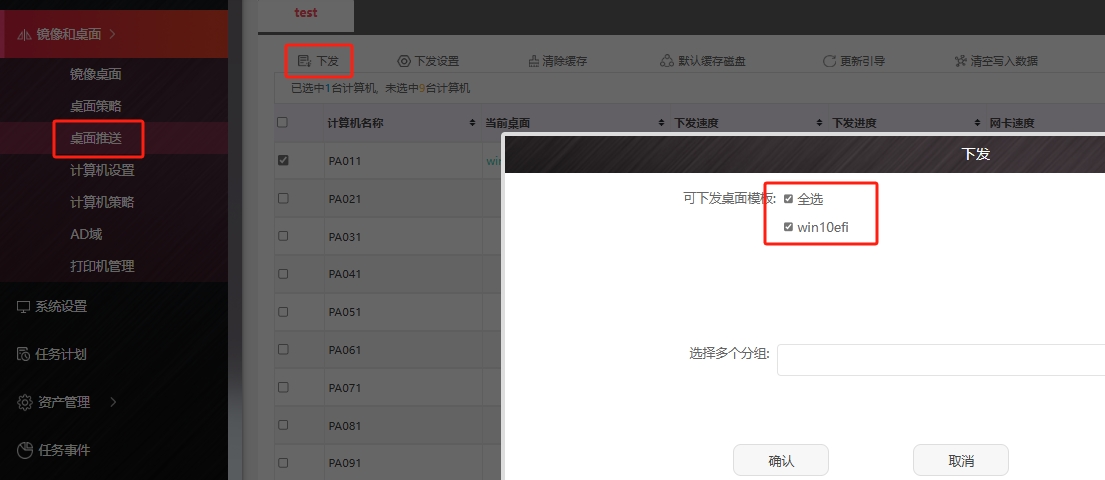 镜像和桌面
镜像桌面
桌面策略
桌面推送
计算机设置
计算机策略
AD域
打印机管理
系统设置
任务计划
资产管理
任务事件
test
下发 下发设置 清除缓存 默认缓存磁盘 更新引导 清空写入数据
已选中1台计算机, 未选中9台计算机
计算机名称 当前桌面 下发速度 下发进度 网卡速度
PA011 win
PA021
PA031
PA041
PA051
PA061
PA071
PA081
PA091
下发
可下发桌面模板: 全选
win10efi
选择多个分组:
确认 取消